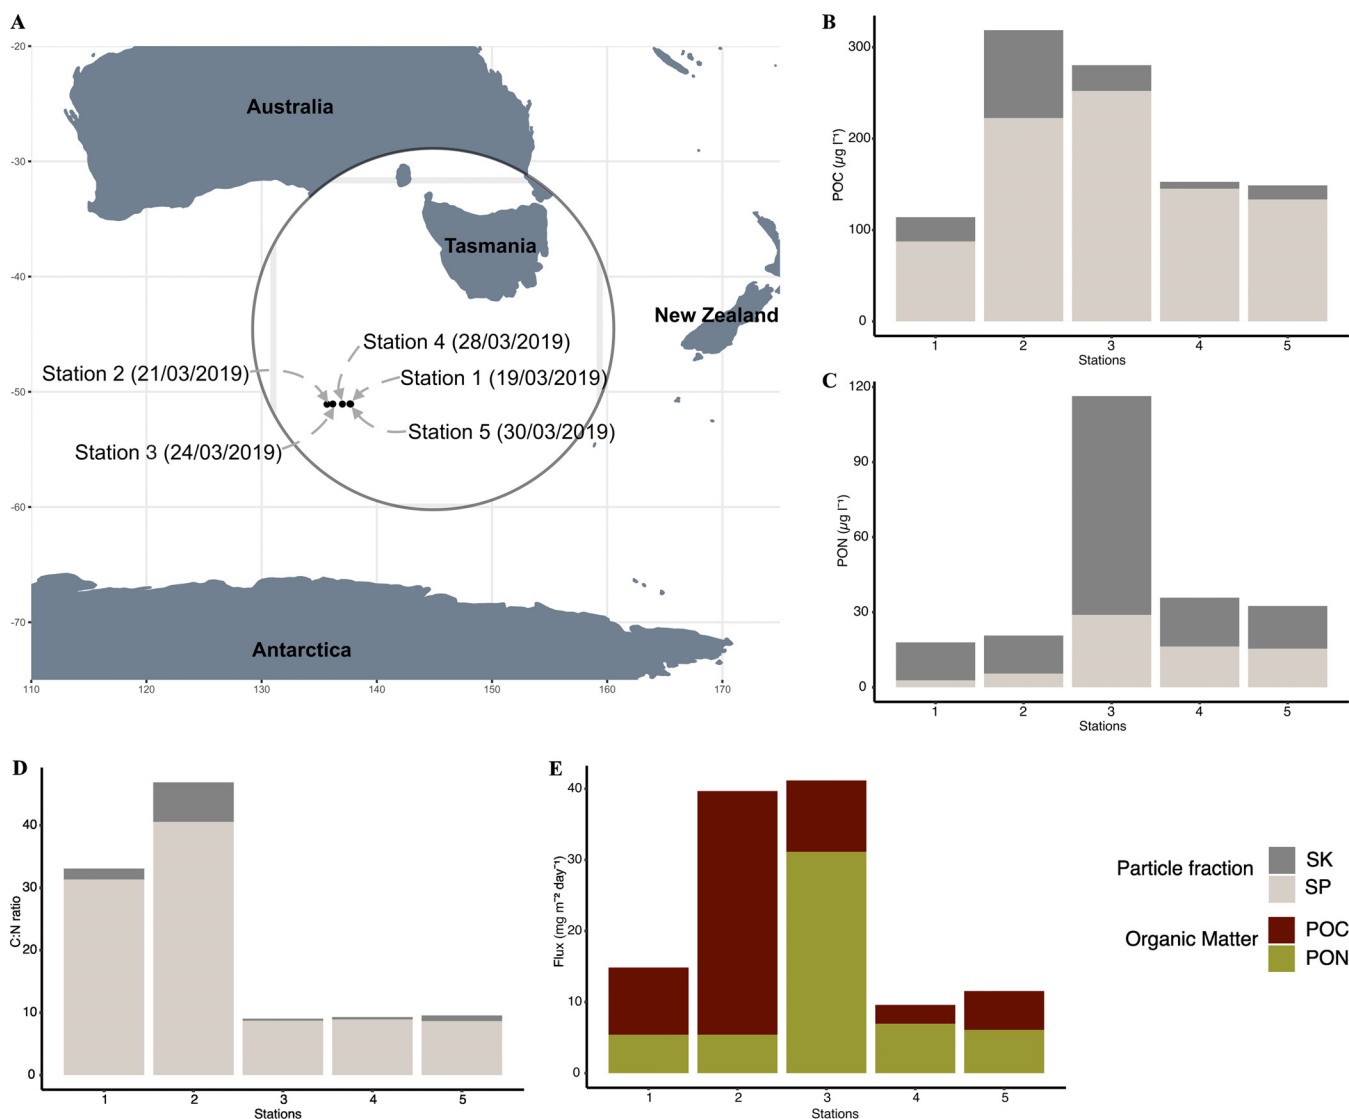 A
-20
-30
-40
-50
-60
-70
110
120
130
140
150
160
170
Australia
Tasmania
New Zealand
Station 4 (28/03/2019)
Station 2 (21/03/2019)
Station 1 (19/03/2019)
Station 5 (30/03/2019)
Station 3 (24/03/2019)
Antarctica
B
POC (µg l⁻¹)
300
200
100
0
1 2 3 4 5
Stations
C
PON (µg l⁻¹)
120
90
60
30
0
1 2 3 4 5
Stations
D
C:N ratio
40
30
20
10
0
1 2 3 4 5
Stations
E
Flux (mg m⁻² day⁻¹)
40
30
20
10
0
1 2 3 4 5
Stations
Particle fraction
SK
SP
Organic Matter
POC
PON